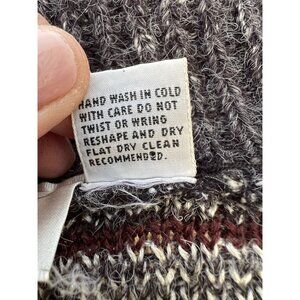 HAND WASH IN COLD
WITH CARE DO NOT
TWIST OR WRING
RESHAPE AND DRY
FLAT DRY CLEAN
RECOMMENDED.